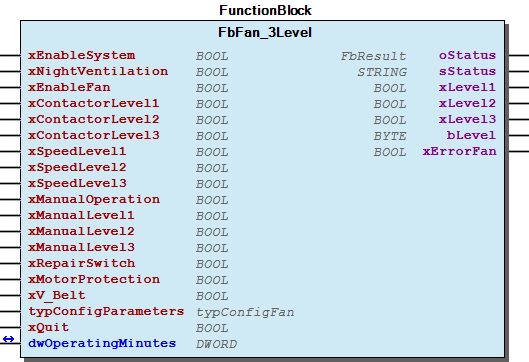 FunctionBlock
FbFan_3Level
xEnableSystem BOOL FbResult oStatus
xNightVentilation BOOL STRING sStatus
xEnableFan BOOL BOOL xLevel1
xContactorLevel1 BOOL BOOL xLevel2
xContactorLevel2 BOOL BOOL xLevel3
xContactorLevel3 BOOL BYTE bLevel
xSpeedLevel1 BOOL BOOL xErrorFan
xSpeedLevel2 BOOL
xSpeedLevel3 BOOL
xManualOperation BOOL
xManualLevel1 BOOL
xManualLevel2 BOOL
xManualLevel3 BOOL
xRepairSwitch BOOL
xMotorProtection BOOL
xV_Belt BOOL
typConfigParameters typConfigFan
xQuit BOOL
dwOperatingMinutes DWORD